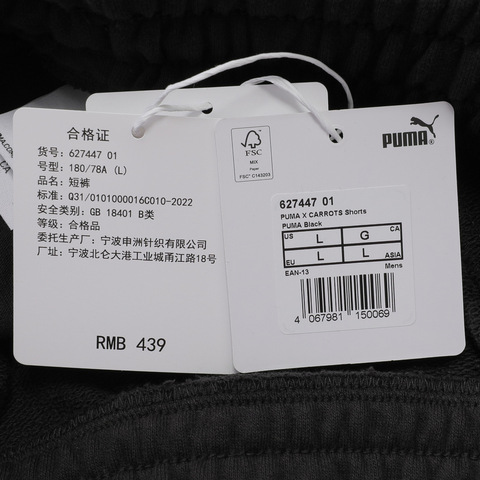 合格证
货号: 627447 01
号型: 180/78A (L)
品名: 短裤
标准: Q31/0101000016C010-2022
安全类别: GB 18401 B类
等级: 合格品
委托生产厂: 宁波申洲针织有限公司
厂址: 宁波北仑大港工业城甬江路18号
RMB 439
FSC
MIX
Paper
FSC® C143203
PUMA
627447 01
PUMA X CARROTS Shorts
PUMA Black
US L G CA
EU L L ASIA
EAN-13 Mens
4 067981 150069